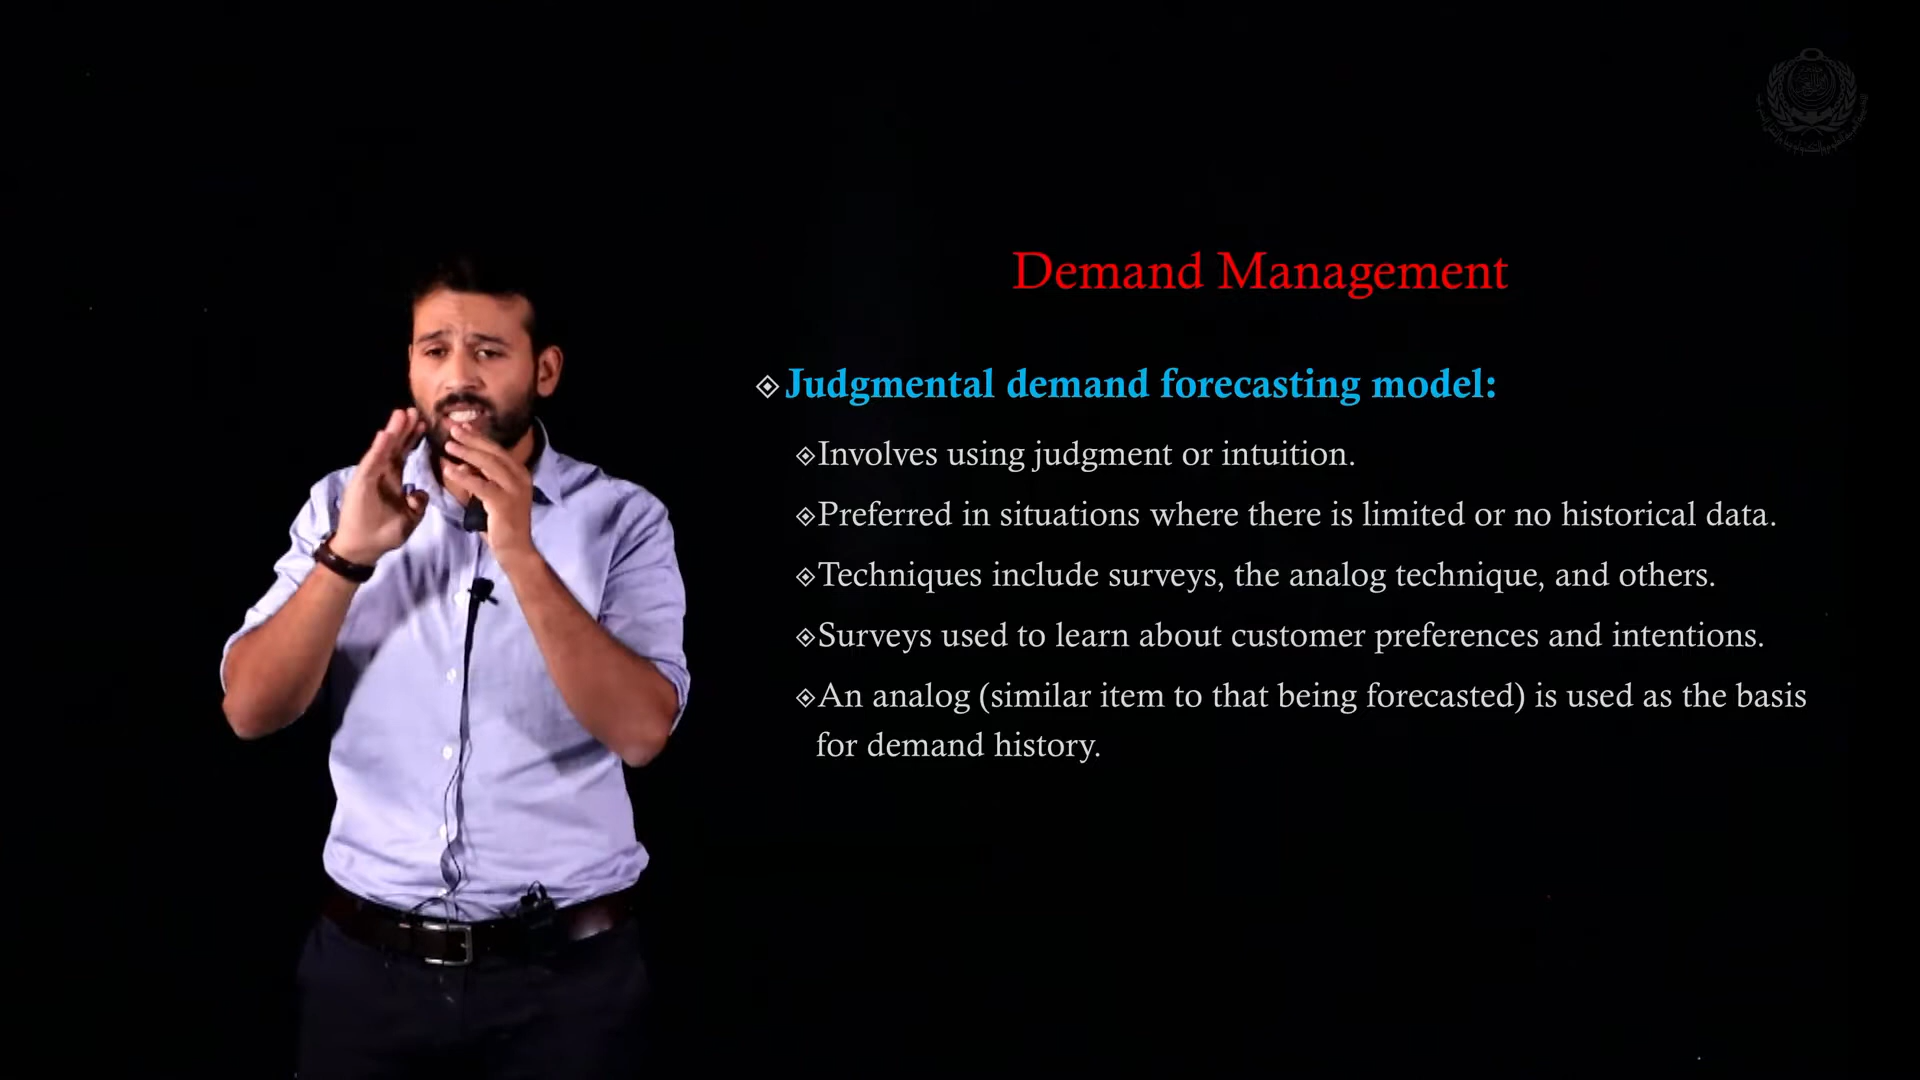 Demand Management
Judgmental demand forecasting model:
Involves using judgment or intuition.
Preferred in situations where there is limited or no historical data.
Techniques include surveys, the analog technique, and others.
Surveys used to learn about customer preferences and intentions.
An analog (similar item to that being forecasted) is used as the basis
for demand history.